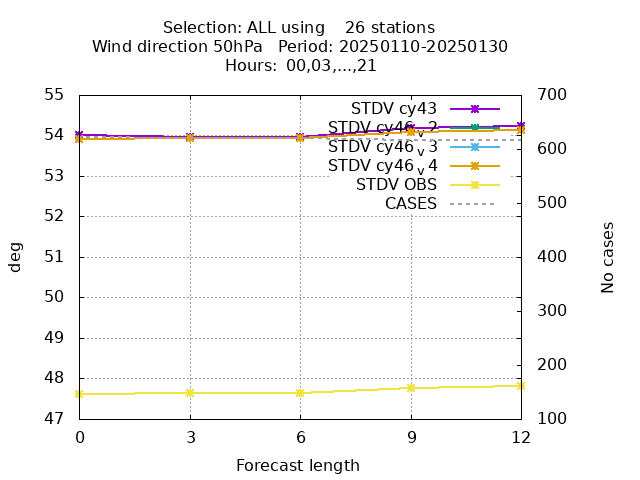 Selection: ALL using 26 stations
Wind direction 50hPa Period: 20250110-20250130
Hours: 00,03,...,21
55
54
53
52
51
50
49
48
47
700
600
500
400
300
200
100
STDV cy43
STDV cy46_v2
STDV cy46_v3
STDV cy46_v4
STDV OBS
CASES
deg
No cases
0 3 6 9 12
Forecast length